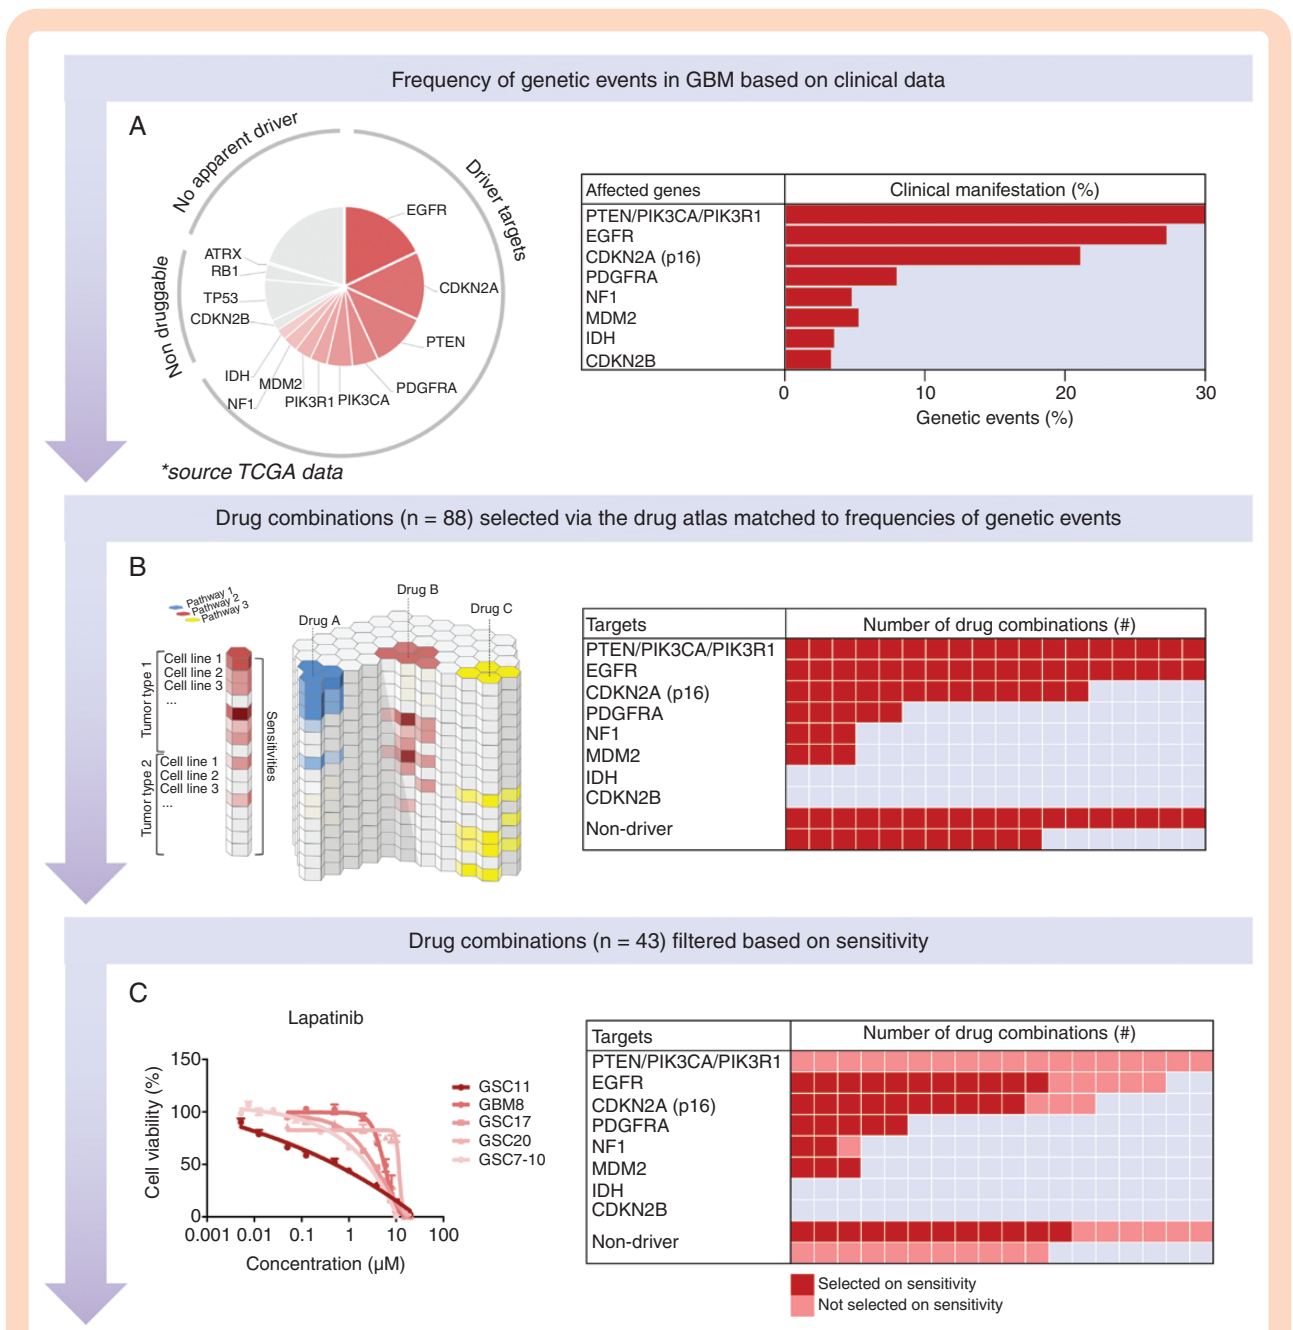 Frequency of genetic events in GBM based on clinical data
A
No apparent driver
Driver targets
Non druggable
EGFR
CDKN2A
PTEN
PDGFRA
PIK3CA
PIK3R1
MDM2
NF1
IDH
CDKN2B
TP53
RB1
ATRX
*source TCGA data
Affected genes
Clinical manifestation (%)
PTEN/PIK3CA/PIK3R1
EGFR
CDKN2A (p16)
PDGFRA
NF1
MDM2
IDH
CDKN2B
0 10 20 30
Genetic events (%)
Drug combinations (n = 88) selected via the drug atlas matched to frequencies of genetic events
B
Pathway 1
Pathway 2
Pathway 3
Drug A
Drug B
Drug C
Tumor type 1
Cell line 1
Cell line 2
Cell line 3
...
Tumor type 2
Cell line 1
Cell line 2
Cell line 3
...
Sensitivities
Targets
Number of drug combinations (#)
PTEN/PIK3CA/PIK3R1
EGFR
CDKN2A (p16)
PDGFRA
NF1
MDM2
IDH
CDKN2B
Non-driver
Drug combinations (n = 43) filtered based on sensitivity
C
Lapatinib
Cell viability (%)
150
100
50
0
0.001 0.01 0.1 1 10 100
Concentration (µM)
GSC11
GBM8
GSC17
GSC20
GSC7-10
Targets
Number of drug combinations (#)
PTEN/PIK3CA/PIK3R1
EGFR
CDKN2A (p16)
PDGFRA
NF1
MDM2
IDH
CDKN2B
Non-driver
Selected on sensitivity
Not selected on sensitivity